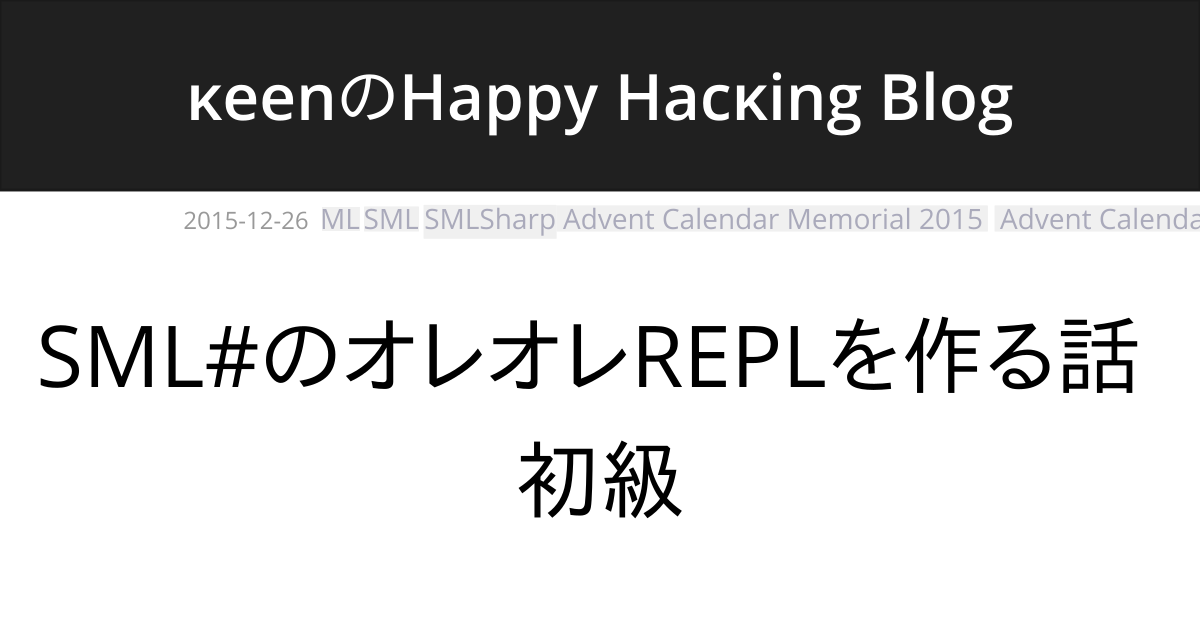 κeenのHappy Hacκing Blog
2015-12-26 ML SML SMLSharp Advent Calendar Memorial 2015 Advent Calenda
SML#のオレオレREPLを作る話
初級